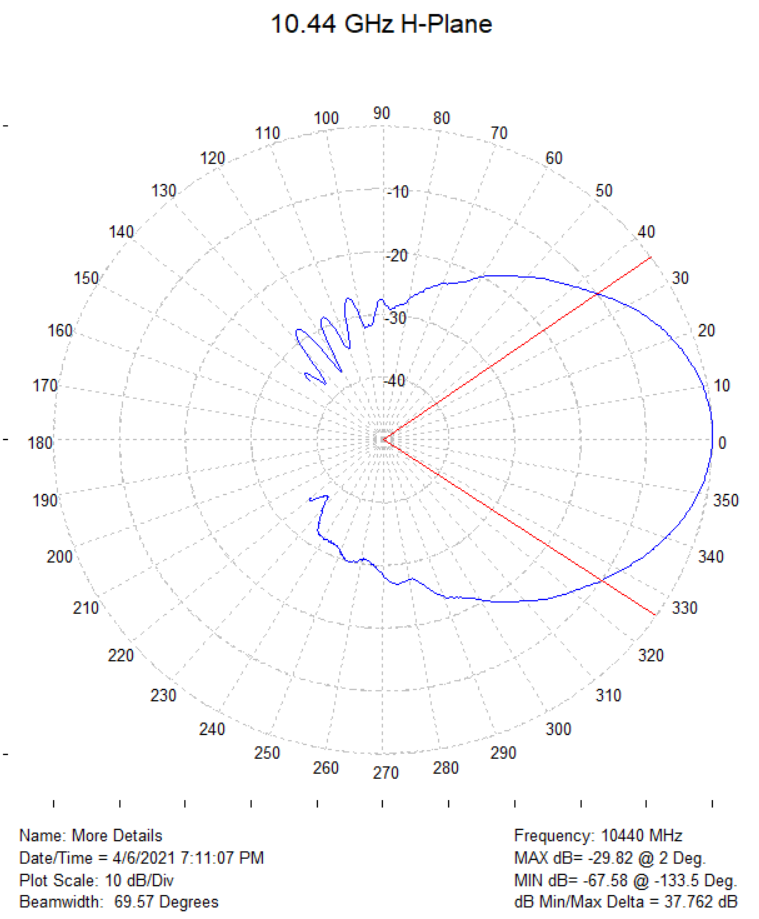 10.44 GHz H-Plane
90
100 80
110 70
120 60
130 -10 50
140 40
-20
150 30
-30
160 20
-40
170 10
180 0
190 350
200 340
210 330
220 320
230 310
240 300
250 290
260 280
270
Name: More Details
Date/Time = 4/6/2021 7:11:07 PM
Plot Scale: 10 dB/Div
Beamwidth: 69.57 Degrees
Frequency: 10440 MHz
MAX dB= -29.82 @ 2 Deg.
MIN dB= -67.58 @ -133.5 Deg.
dB Min/Max Delta = 37.762 dB